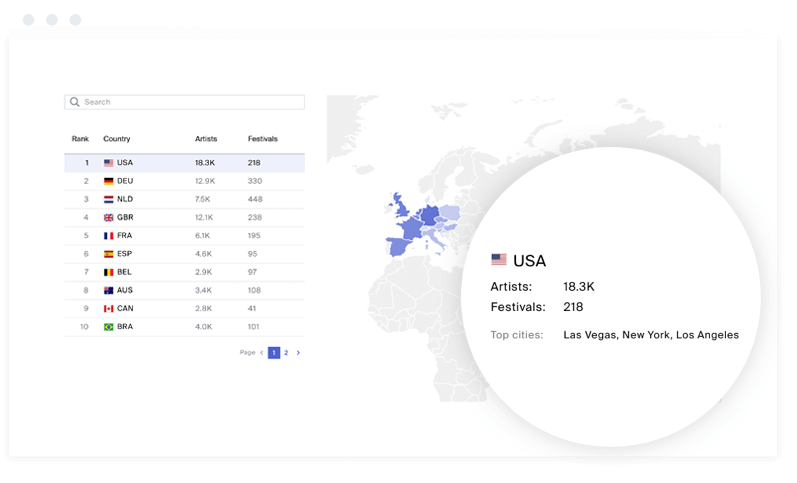 Search
Rank Country Artists Festivals
1 USA 18.3K 218
2 DEU 12.9K 330
3 NLD 7.5K 448
4 GBR 12.1K 238
5 FRA 6.1K 195
6 ESP 4.6K 95
7 BEL 2.9K 97
8 AUS 3.4K 108
9 CAN 2.8K 41
10 BRA 4.0K 101
Page < 1 2 >
USA
Artists: 18.3K
Festivals: 218
Top cities: Las Vegas, New York, Los Angeles